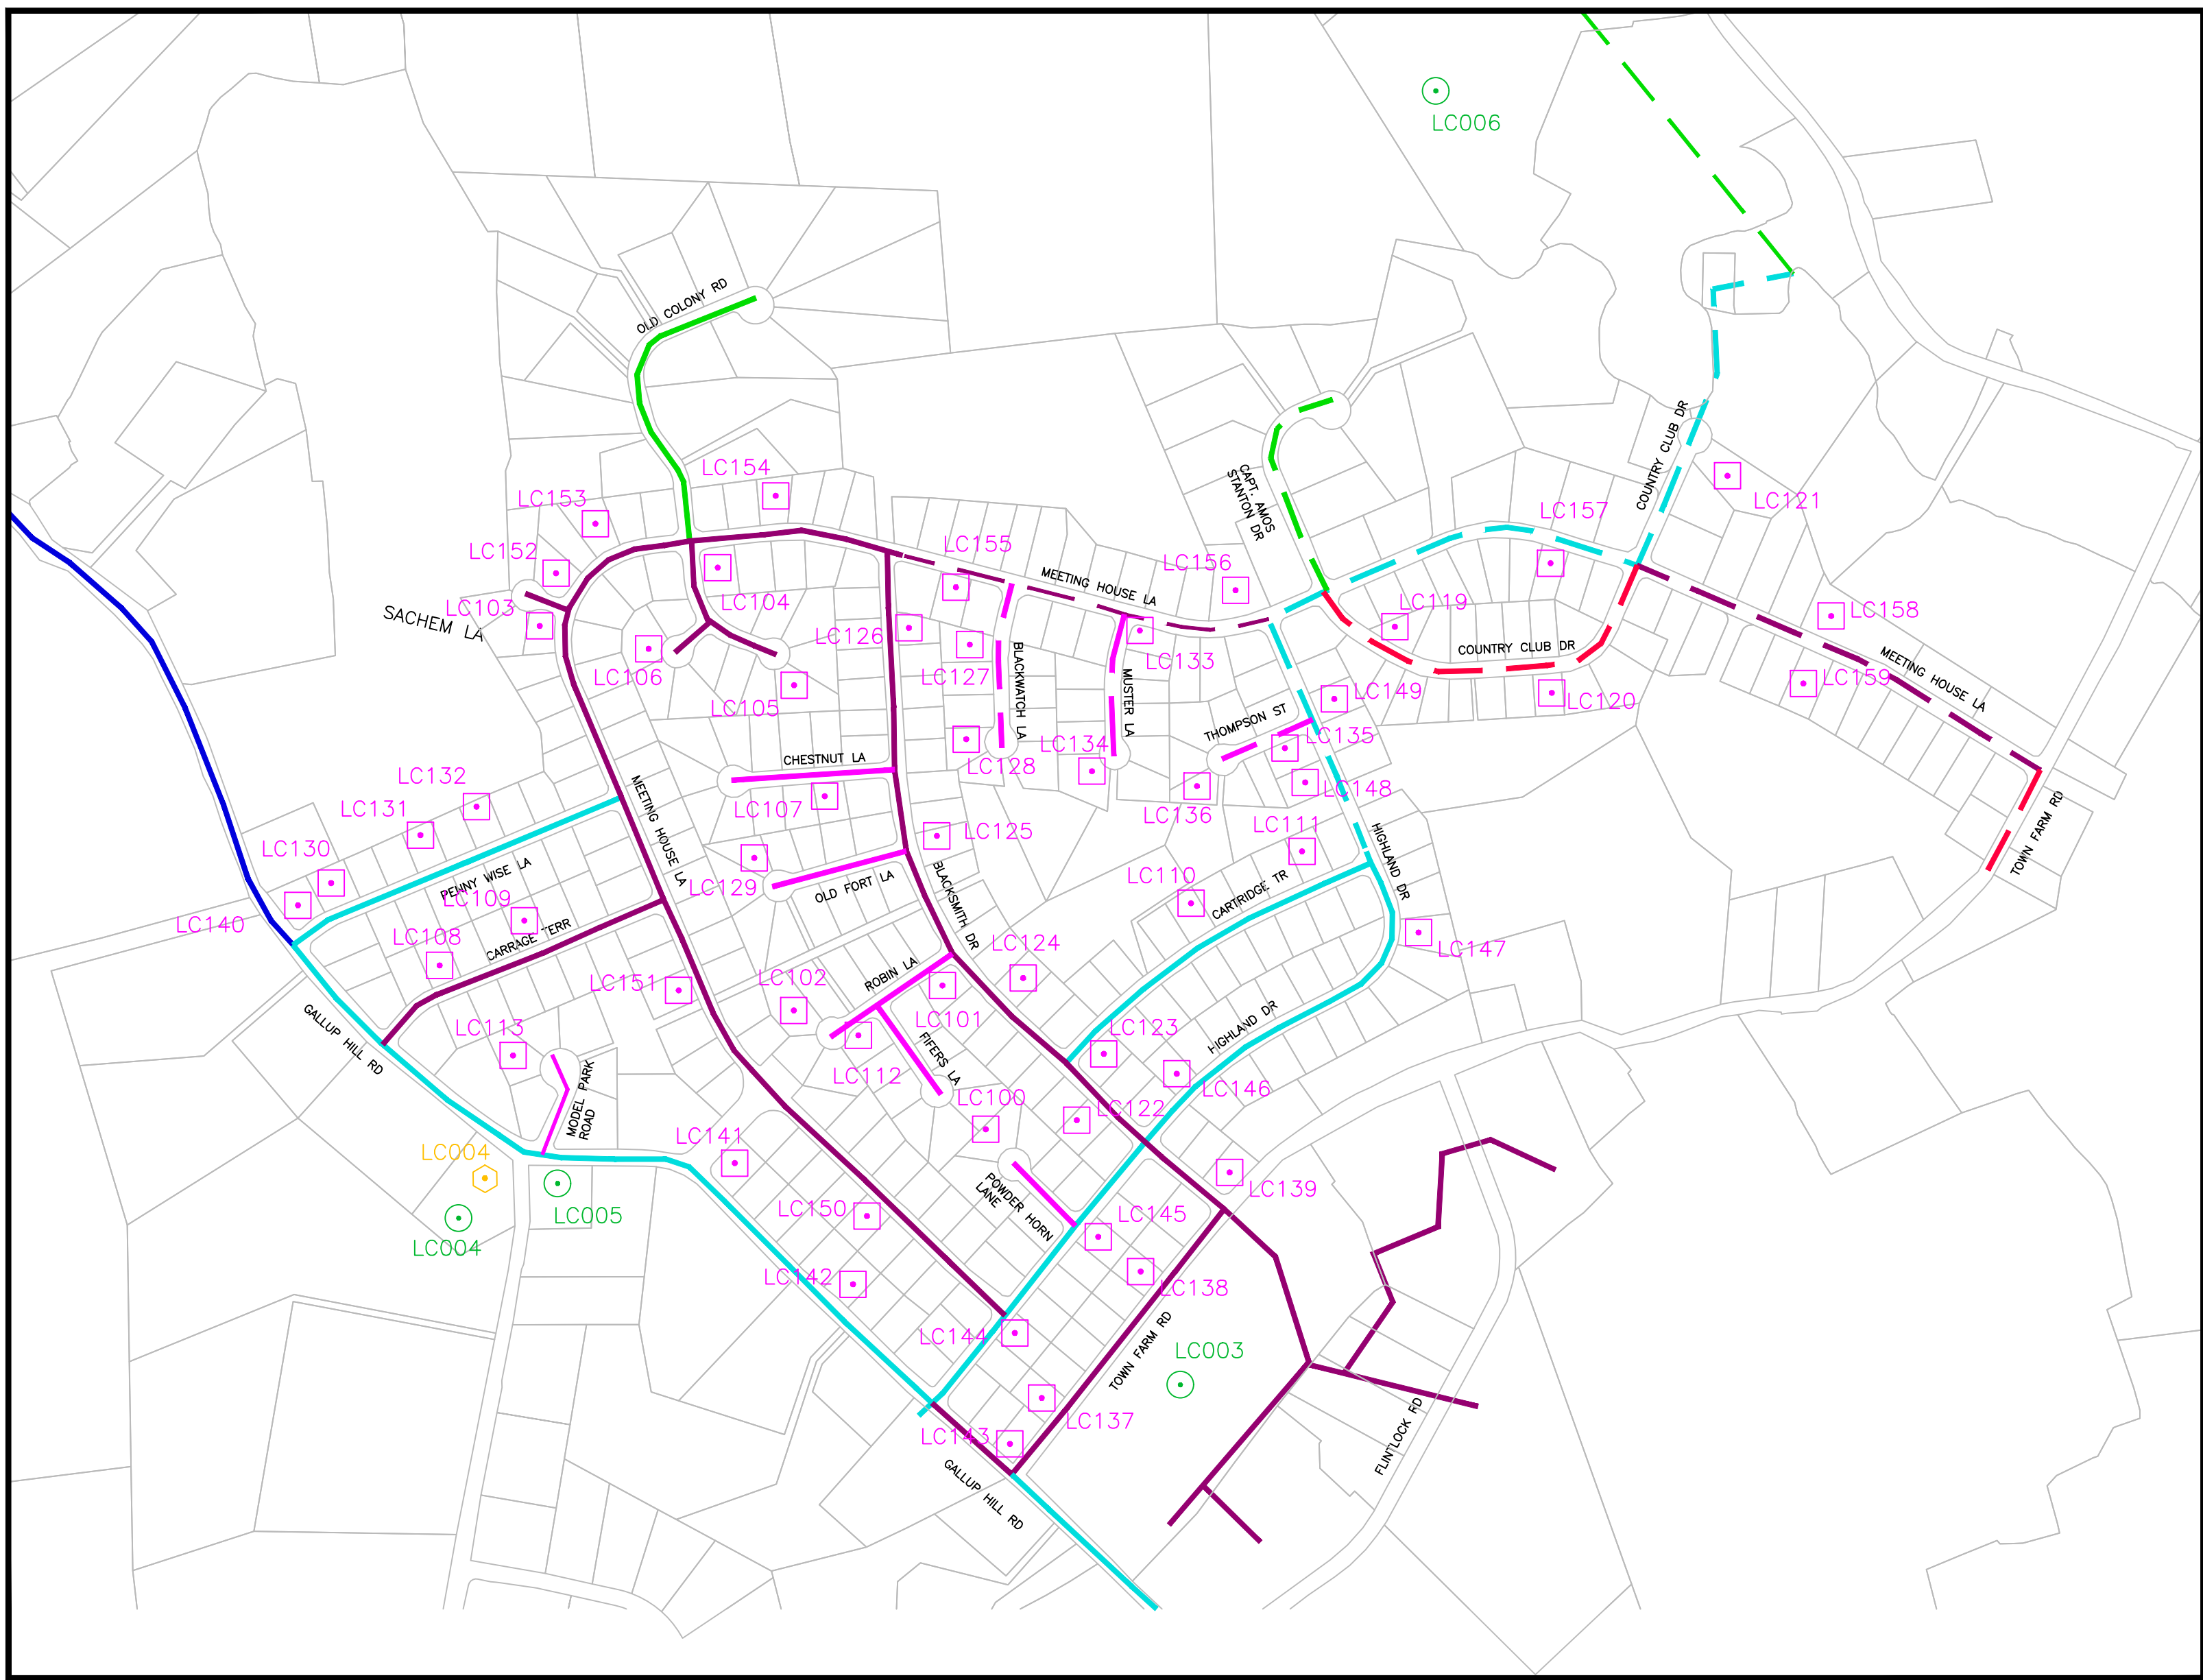 LC006
OLD COLONY RD
COUNTRY CLUB DR
LC154
LC153
LC121
CAPT. AMOS
STANTON DR
LC157
LC155
LC152
LC156
MEETING HOUSE LA
LC103
SACHEM LA
LC104
LC119
LC158
LC126
COUNTRY CLUB DR
LC133
LC106
LC127
BLACKWATCH LA
MEETING HOUSE LA
LC159
LC149
LC120
LC105
MUSTER LA
THOMPSON ST
LC135
LC134
CHESTNUT LA
LC128
LC132
LC148
LC136
LC131
LC107
MEETING HOUSE LA
TOWN FARM RD
LC111
LC125
HIGHLAND DR
LC130
PENNY WISE LA
LC129
OLD FORT LA
LC110
CARTRIDGE TR
LC109
BLACKSMITH DR
LC140
LC108
CARRAGE TERR
LC124
LC147
LC102
ROBIN LA
LC151
LC101
LC123
HIGHLAND DR
GALLUP HILL RD
LC113
LC112
FIFERS LA
LC146
LC100
MODEL PARK
ROAD
LC122
LC141
LC004
LC139
LC150
POWDER HORN
LANE
LC145
LC005
LC004
LC142
LC138
LC144
TOWN FARM RD
LC003
LC137
LC143
FLINTLOCK RD
GALLUP HILL RD